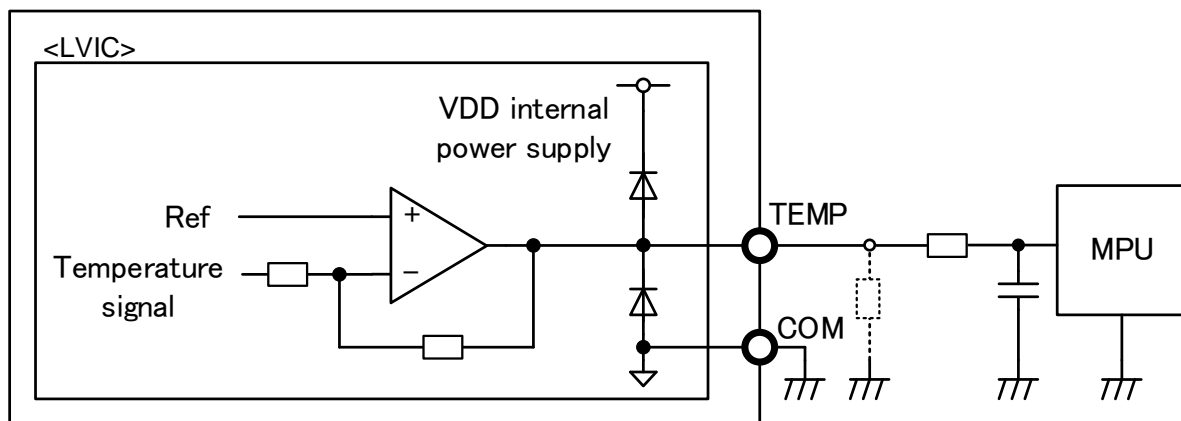 <LVIC>
VDD internal
power supply
Ref
+
Temperature
signal
−
TEMP
COM
MPU